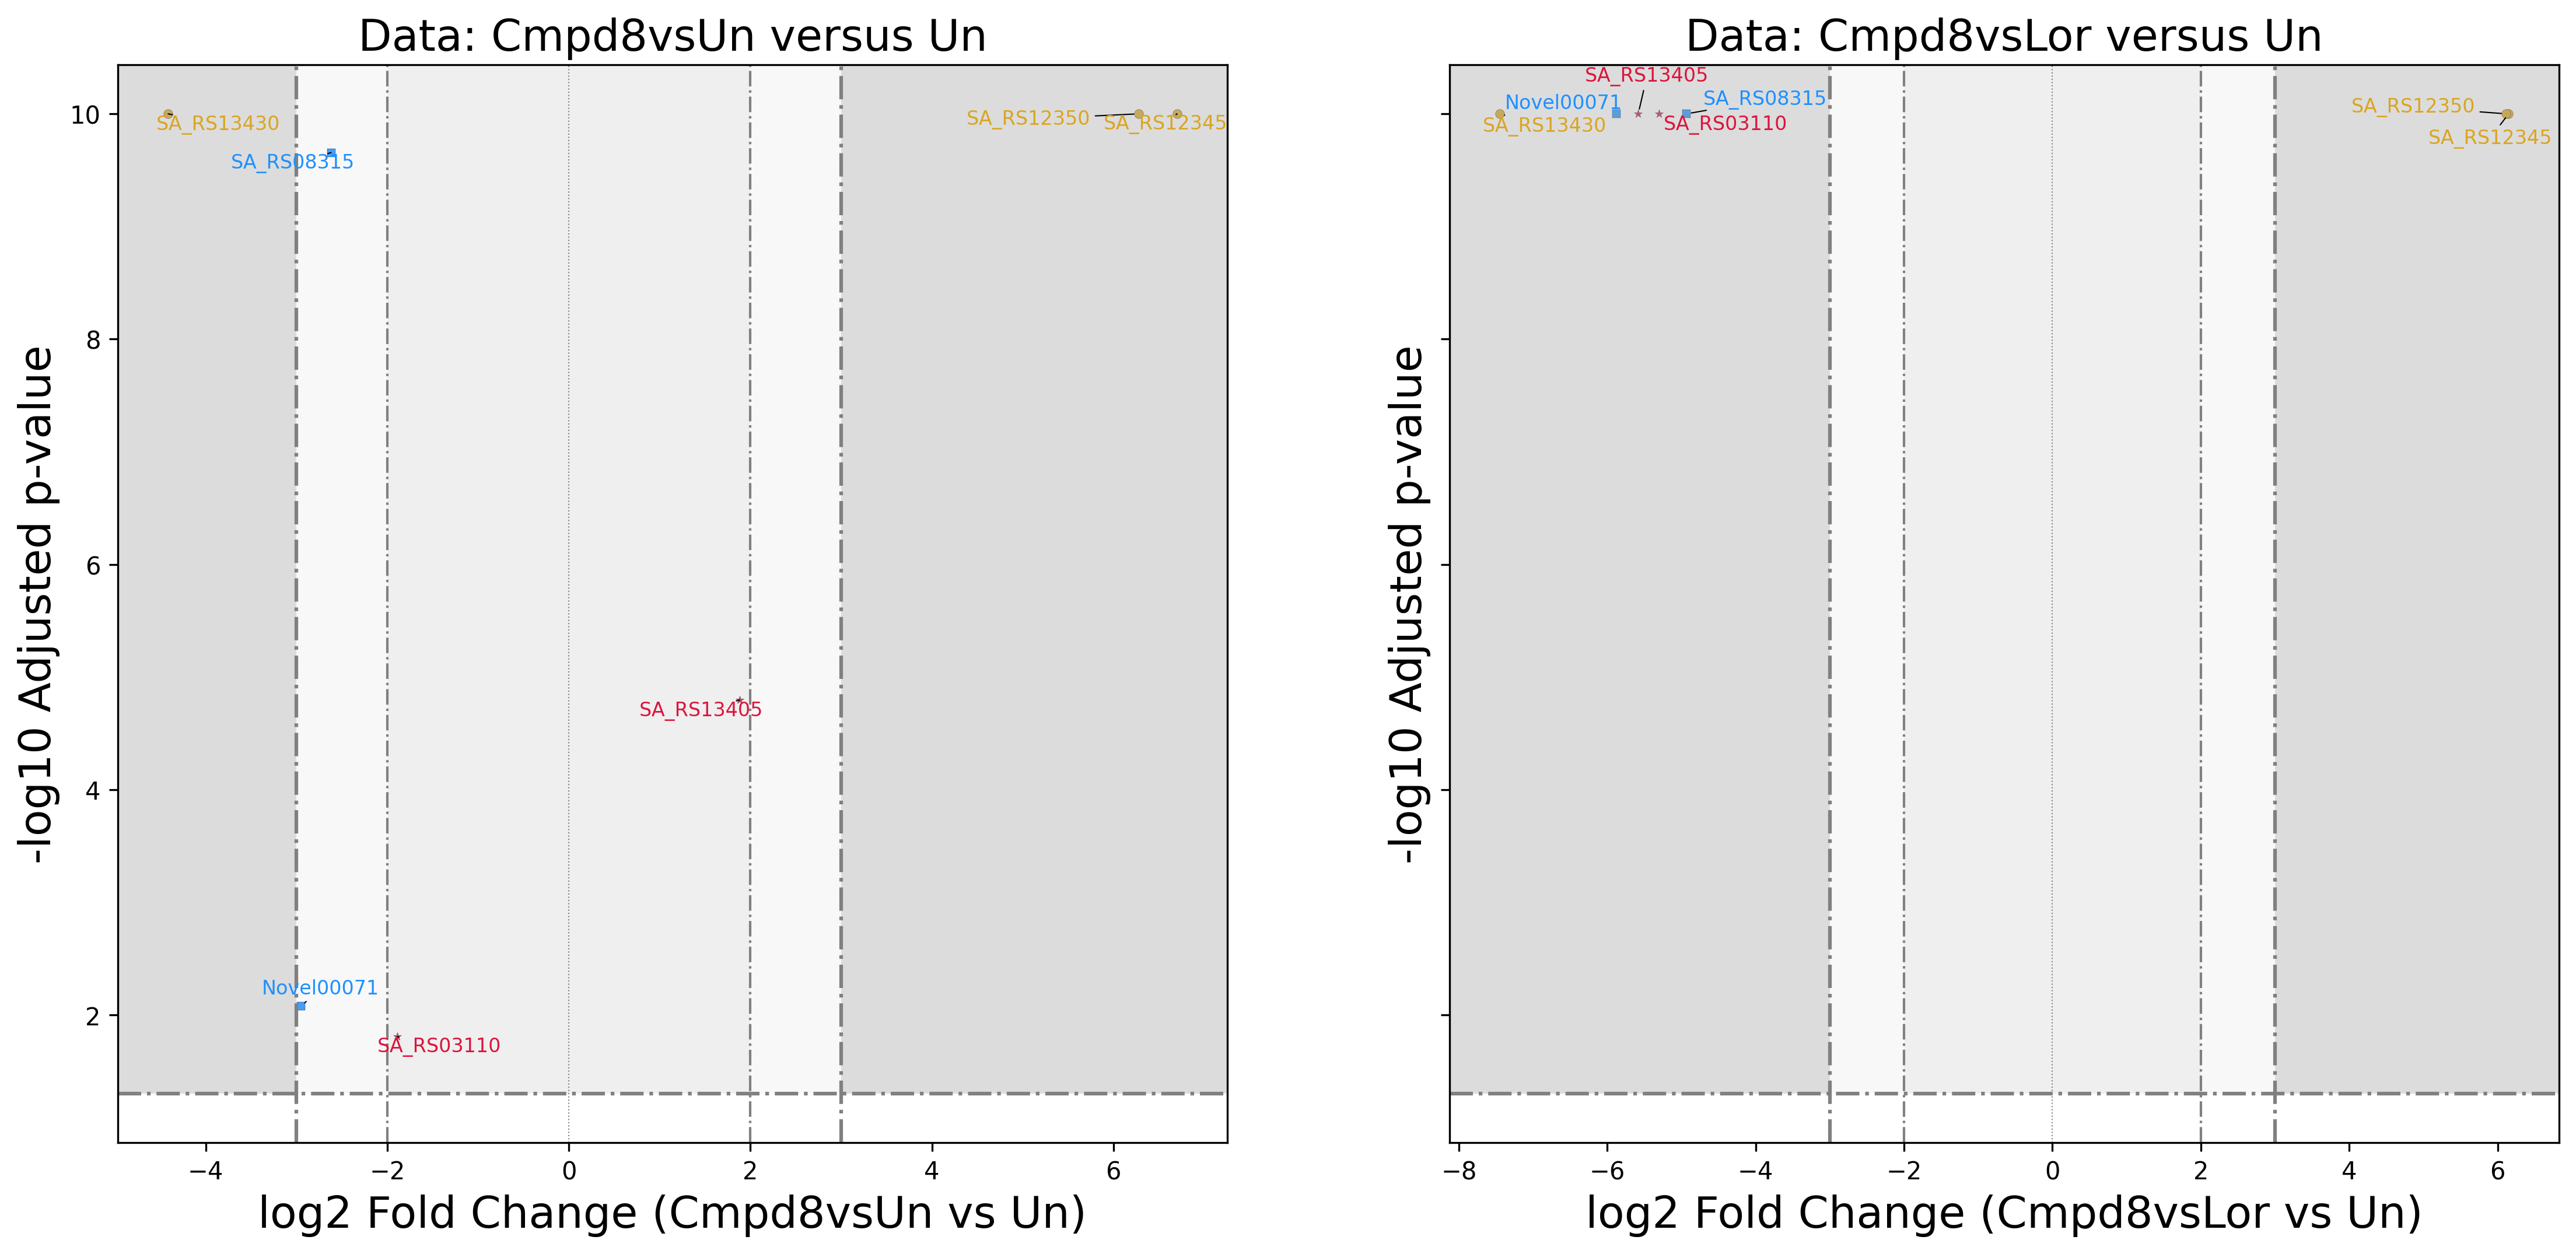 Data: Cmpd8vsUn versus Un
-log10 Adjusted p-value
10
8
6
4
2
SA_RS13430
SA_RS08315
SA_RS12350
SA_RS12345
SA_RS13405
Novel00071
SA_RS03110
−4
−2
0
2
4
6
log2 Fold Change (Cmpd8vsUn vs Un)
Data: Cmpd8vsLor versus Un
-log10 Adjusted p-value
SA_RS13405
Novel00071
SA_RS08315
SA_RS13430
SA_RS03110
SA_RS12350
SA_RS12345
−8
−6
−4
−2
0
2
4
6
log2 Fold Change (Cmpd8vsLor vs Un)